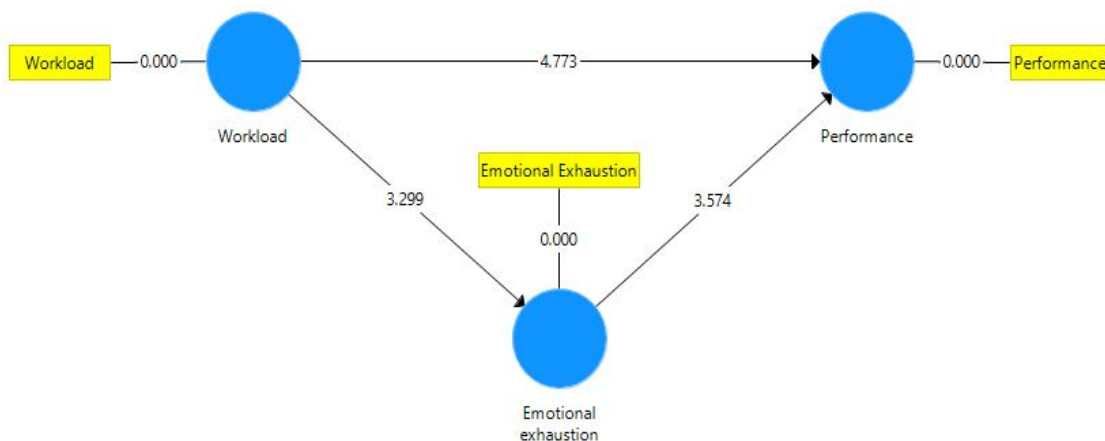 Workload
0.000
4.773
0.000
Performance
Workload
Performance
Emotional Exhaustion
3.299
3.574
0.000
Emotional
exhaustion